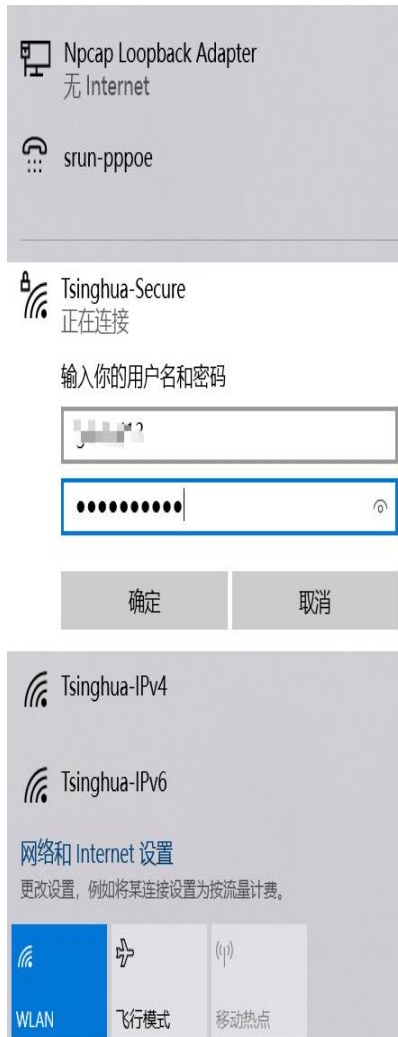 Npcap Loopback Adapter
无 Internet
srun-pppoe
Tsinghua-Secure
正在连接
输入你的用户名和密码
确定 取消
Tsinghua-IPv4
Tsinghua-IPv6
网络和 Internet 设置
更改设置，例如将某连接设置为按流量计费。
WLAN 飞行模式 移动热点